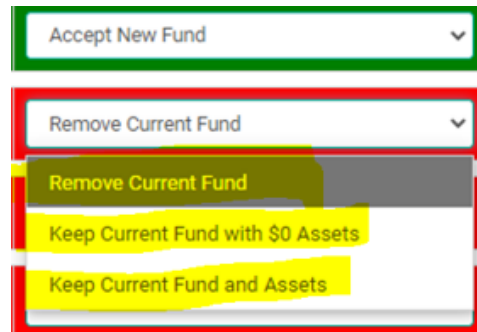 Accept New Fund
Remove Current Fund
Remove Current Fund
Keep Current Fund with $0 Assets
Keep Current Fund and Assets